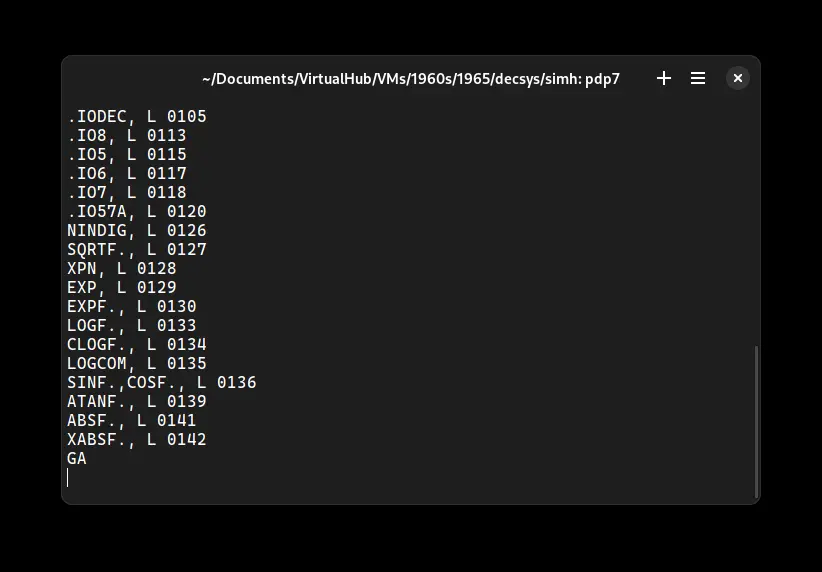 ~/Documents/VirtualHub/VMs/1960s/1965/decsys/simh: pdp7
.IODEC, L 0105
.IO8, L 0113
.IO5, L 0115
.IO6, L 0117
.IO7, L 0118
.IO57A, L 0120
NINDIG, L 0126
SQRTF., L 0127
XPN, L 0128
EXP, L 0129
EXPF., L 0130
LOGF., L 0133
CLOGF., L 0134
LOGCOM, L 0135
SINF.,COSF., L 0136
ATANF., L 0139
ABSF., L 0141
XABSF., L 0142
GA